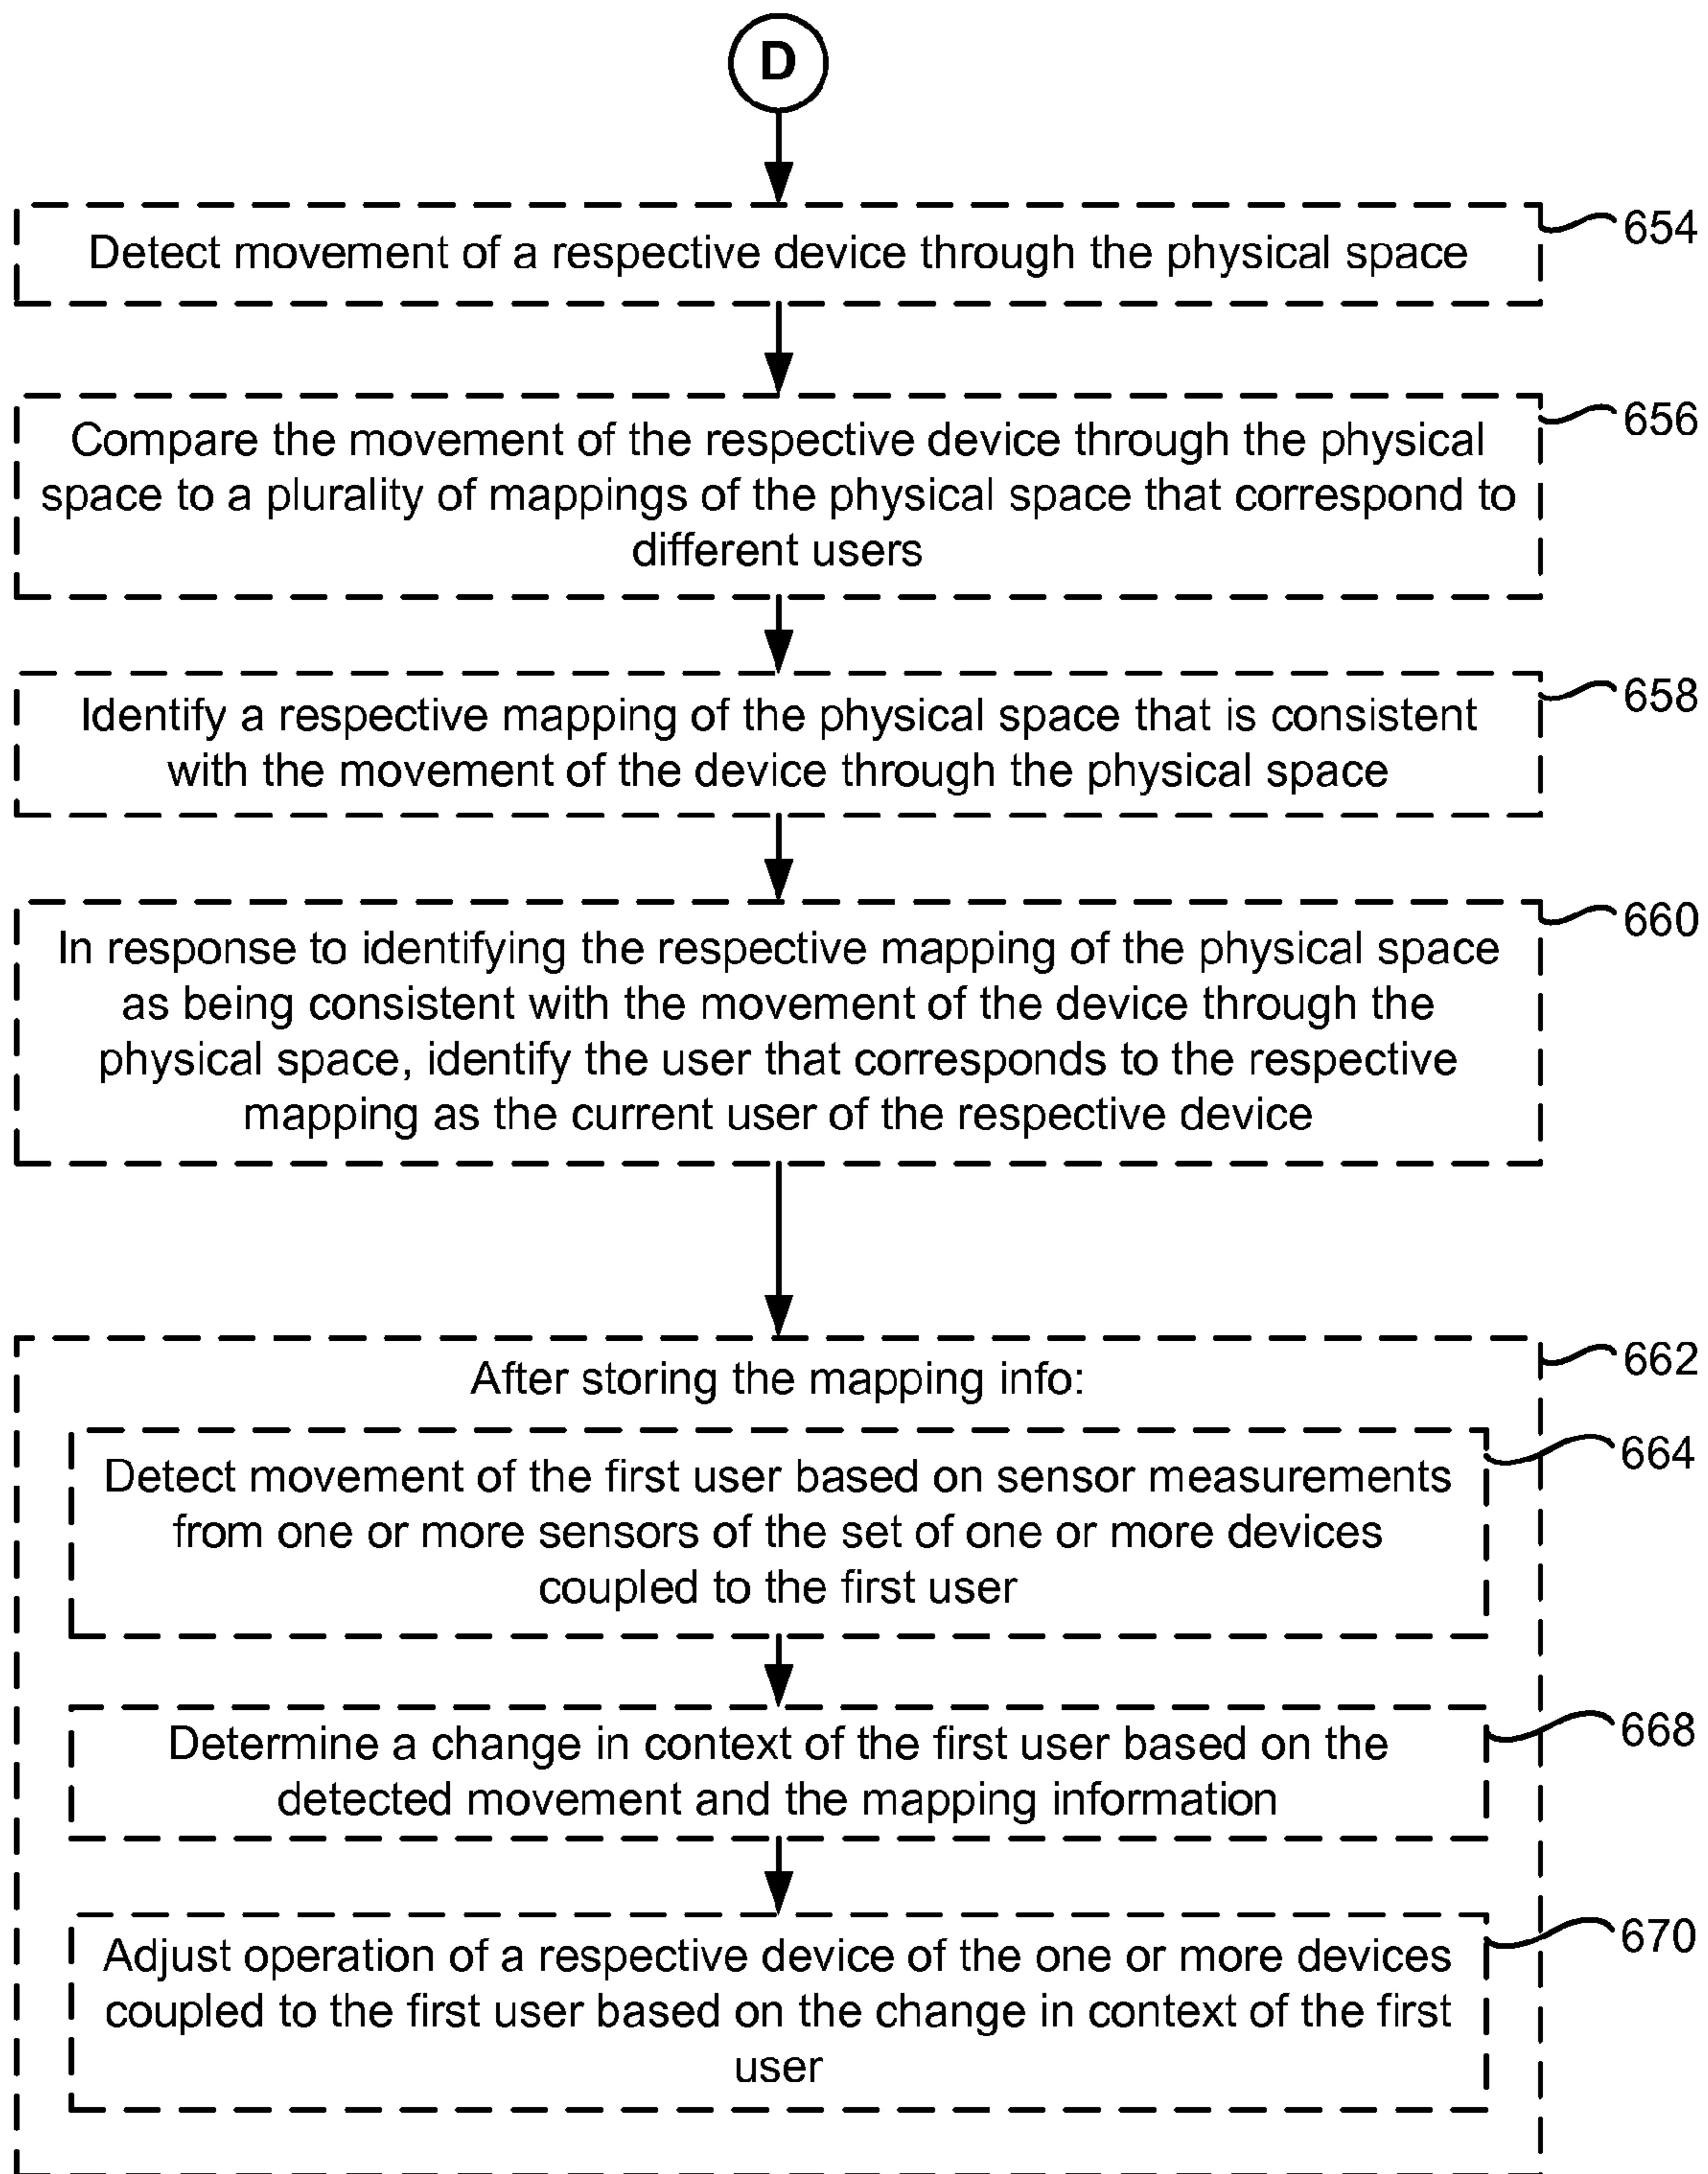 D
Detect movement of a respective device through the physical space
654
Compare the movement of the respective device through the physical
space to a plurality of mappings of the physical space that correspond to
different users
656
Identify a respective mapping of the physical space that is consistent
with the movement of the device through the physical space
658
In response to identifying the respective mapping of the physical space
as being consistent with the movement of the device through the
physical space, identify the user that corresponds to the respective
mapping as the current user of the respective device
660
After storing the mapping info:
662
Detect movement of the first user based on sensor measurements
from one or more sensors of the set of one or more devices
coupled to the first user
664
Determine a change in context of the first user based on the
detected movement and the mapping information
668
Adjust operation of a respective device of the one or more devices
coupled to the first user based on the change in context of the first
user
670